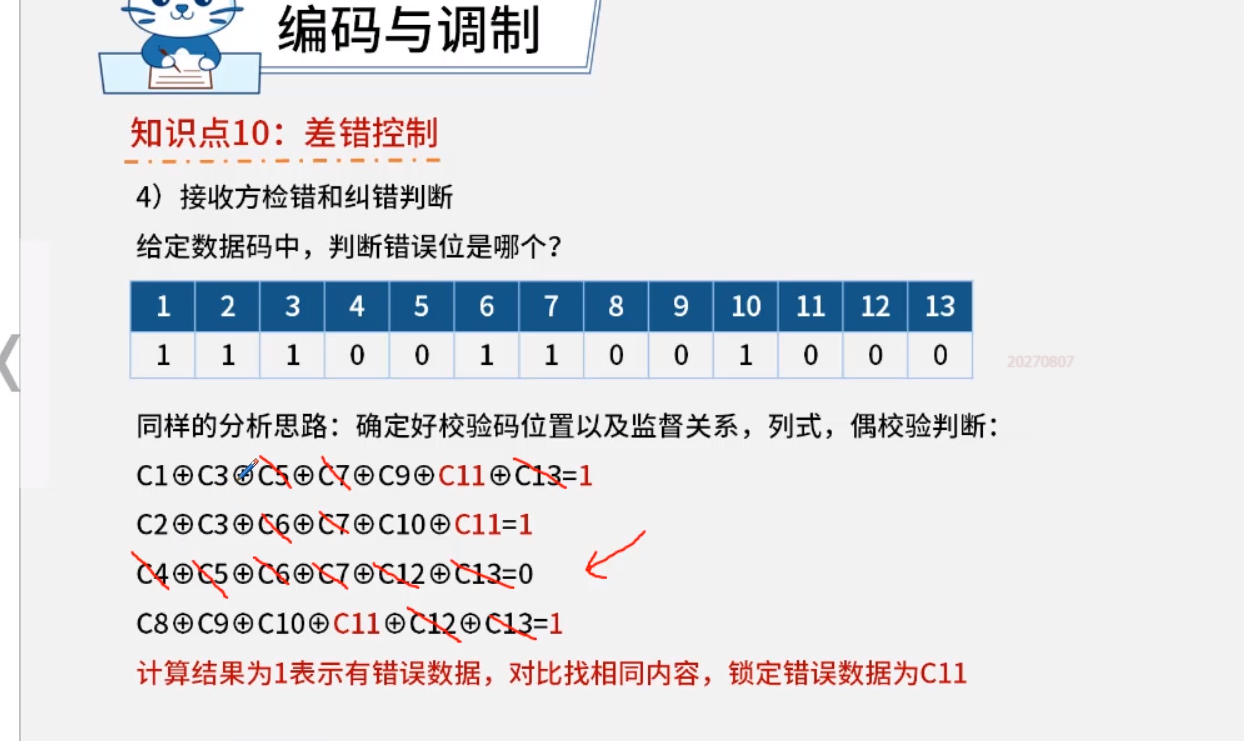 编码与调制
知识点10：差错控制
4）接收方检错和纠错判断
给定数据码中，判断错误位是哪个？
1 2 3 4 5 6 7 8 9 10 11 12 13
1 1 1 0 0 1 1 0 0 1 0 0 0
20270807
同样的分析思路：确定好校验码位置以及监督关系，列式，偶校验判断：
C1⊕C3⊕C5⊕C7⊕C9⊕C11⊕C13=1
C2⊕C3⊕C6⊕C7⊕C10⊕C11=1
C4⊕C5⊕C6⊕C7⊕C12⊕C13=0
C8⊕C9⊕C10⊕C11⊕C12⊕C13=1
计算结果为1表示有错误数据，对比找相同内容，锁定错误数据为C11